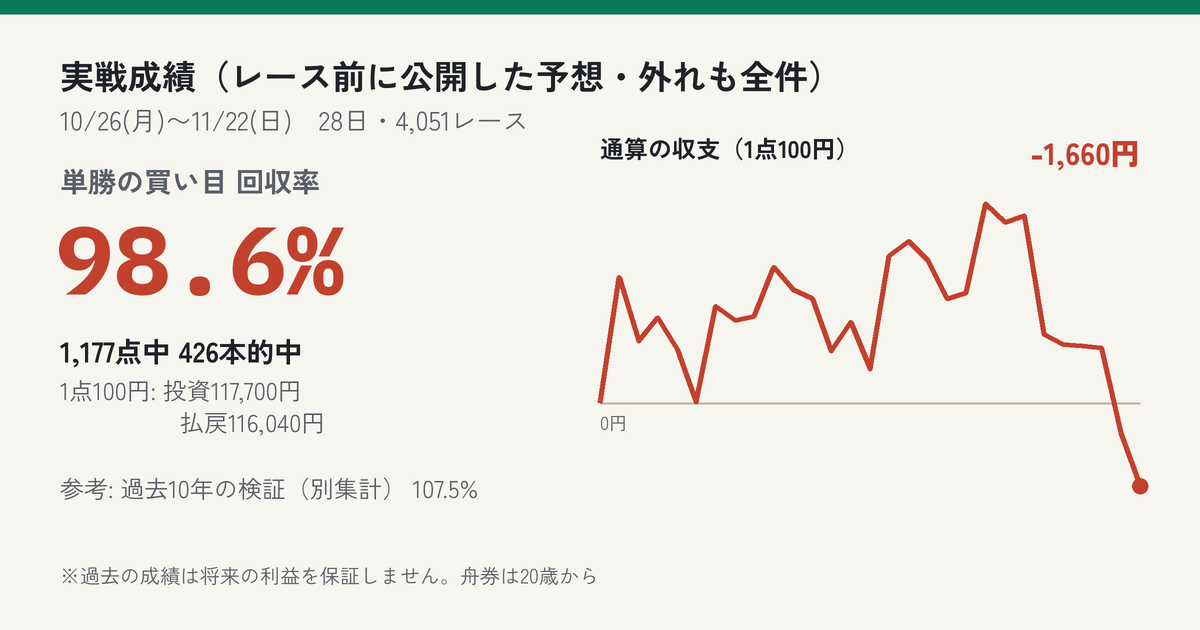 実戦成績（レース前に公開した予想・外れも全件）
10/26(月)〜11/22(日)　28日・4,051レース
単勝の買い目 回収率
98.6%
1,177点中 426本的中
1点100円: 投資117,700円
払戻116,040円
参考: 過去10年の検証（別集計） 107.5%
通算の収支（1点100円）
-1,660円
0円
※過去の成績は将来の利益を保証しません。舟券は20歳から